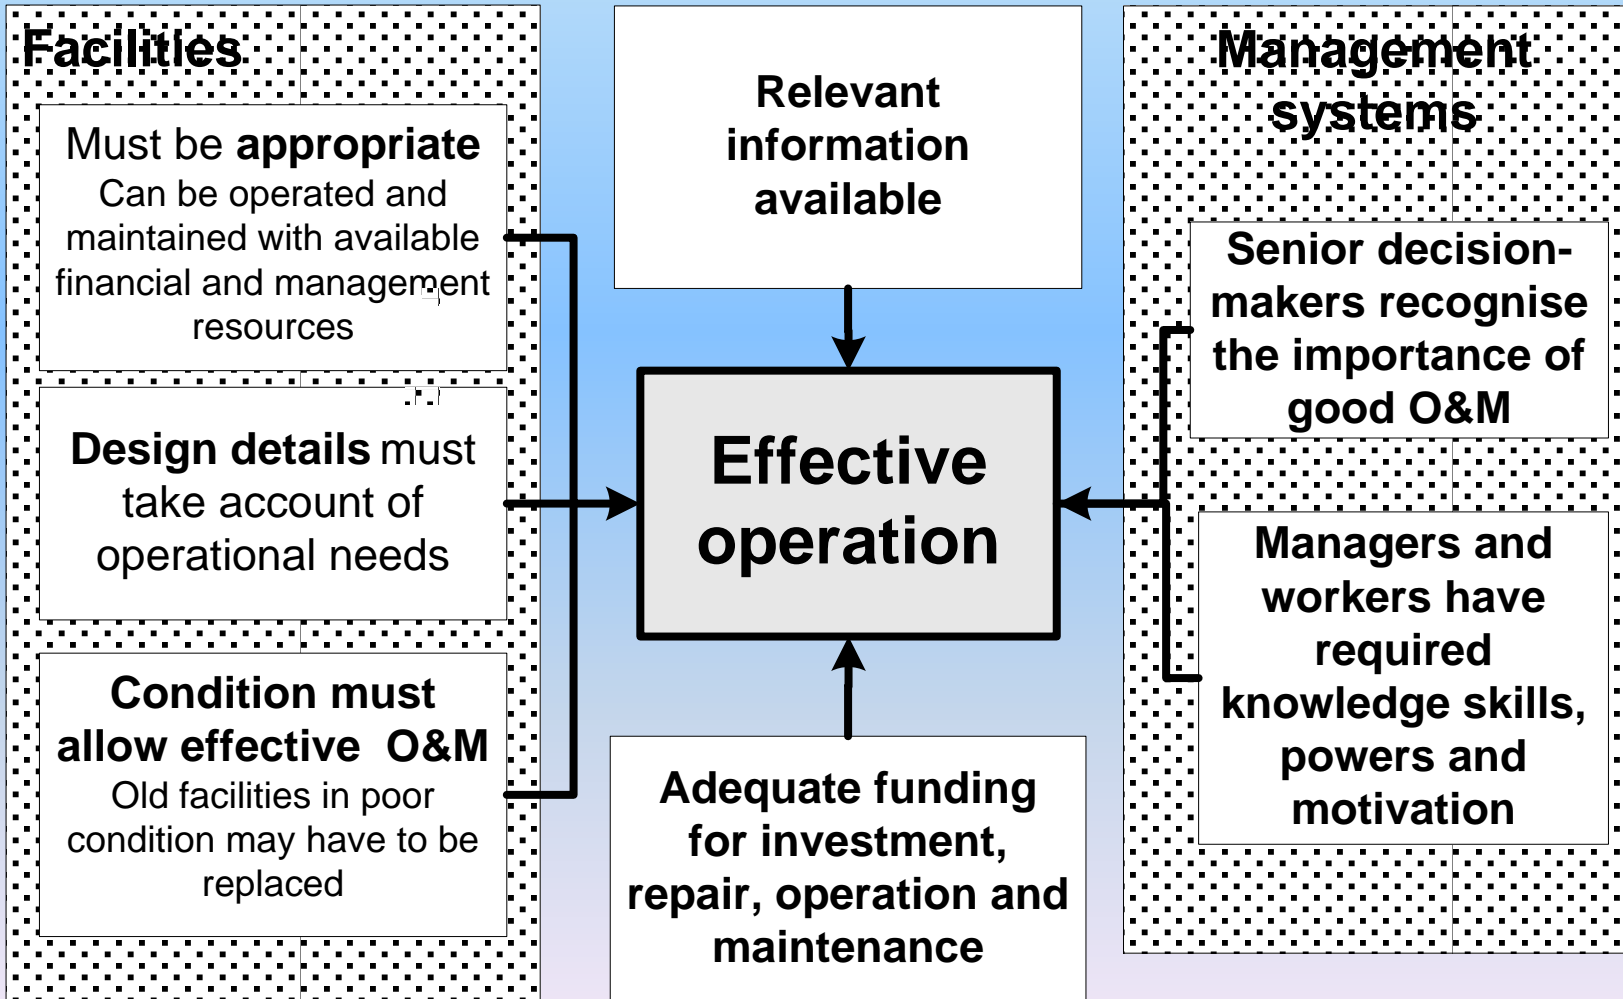 Facilities
Must be appropriate
Can be operated and
maintained with available
financial and management
resources
Design details must
take account of
operational needs
Condition must
allow effective O&M
Old facilities in poor
condition may have to be
replaced
Relevant
information
available
Effective
operation
Adequate funding
for investment,
repair, operation and
maintenance
Management
systems
Senior decision-
makers recognise
the importance of
good O&M
Managers and
workers have
required
knowledge skills,
powers and
motivation